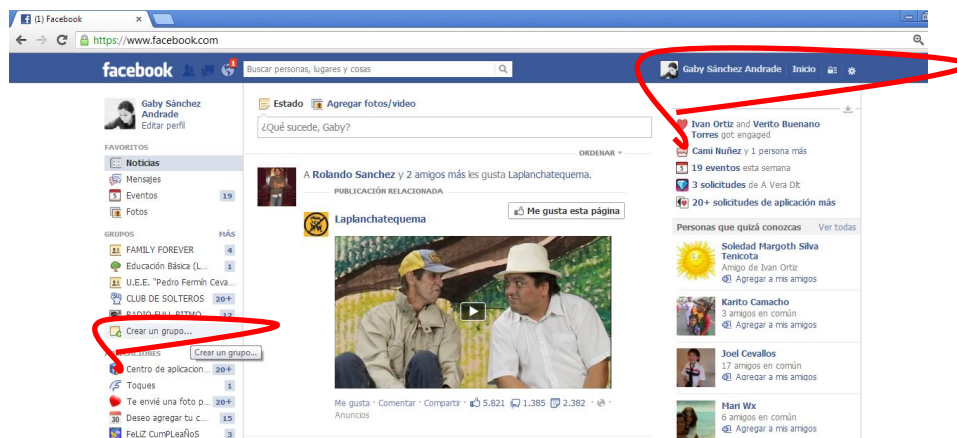 (1) Facebook
https://www.facebook.com
facebook
1
Buscar personas, lugares y cosas
Gaby Sánchez Andrade
Inicio
Gaby Sánchez
Andrade
Editar perfil
FAVORITOS
Noticias
Mensajes
Eventos 19
Fotos
GRUPOS MÁS
FAMILY FOREVER 4
Educación Básica (L... 1
U.E.E. "Pedro Fermín Ceva...
CLUB DE SOLTEROS 20+
RADIO FULL RITMO 12
Crear un grupo...
Crear un grupo...
Centro de aplicacion... 20+
Toques 1
Te envié una foto p... 20+
Deseo agregar tu c... 15
FeLiZ CumPLeaÑoS 3
Estado Agregar fotos/video
¿Qué sucede, Gaby?
ORDENAR
A Rolando Sanchez y 2 amigos más les gusta Laplanchatequema.
PUBLICACIÓN RELACIONADA
Laplanchatequema
Me gusta esta página
Me gusta · Comentar · Compartir · 5.821 1.385 2.382 ·
Anuncios
Ivan Ortiz and Verito Buenano
Torres got engaged
Cami Nuñez y 1 persona más
19 eventos esta semana
3 solicitudes de A Vera Dlt
20+ solicitudes de aplicación más
Personas que quizá conozcas Ver todas
Soledad Margoth Silva
Tenicota
Amigo de Ivan Ortiz
Agregar a mis amigos
Karito Camacho
3 amigos en común
Agregar a mis amigos
Joel Cevallos
17 amigos en común
Agregar a mis amigos
Mari Wx
6 amigos en común
Agregar a mis amigos